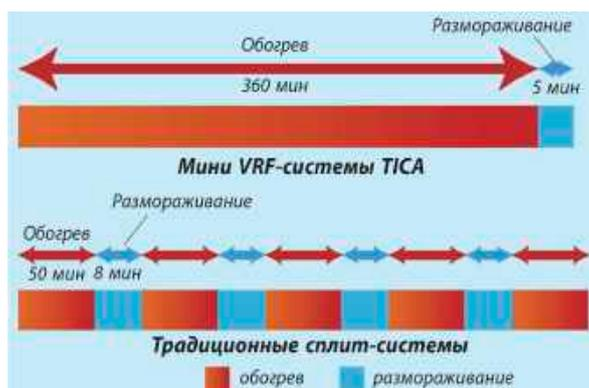 Размораживание
Обогрев
360 мин
5 мин
Мини VRF-системы TICA
Размораживание
Обогрев
50 мин 8 мин
Традиционные сплит-системы
обогрев размораживание